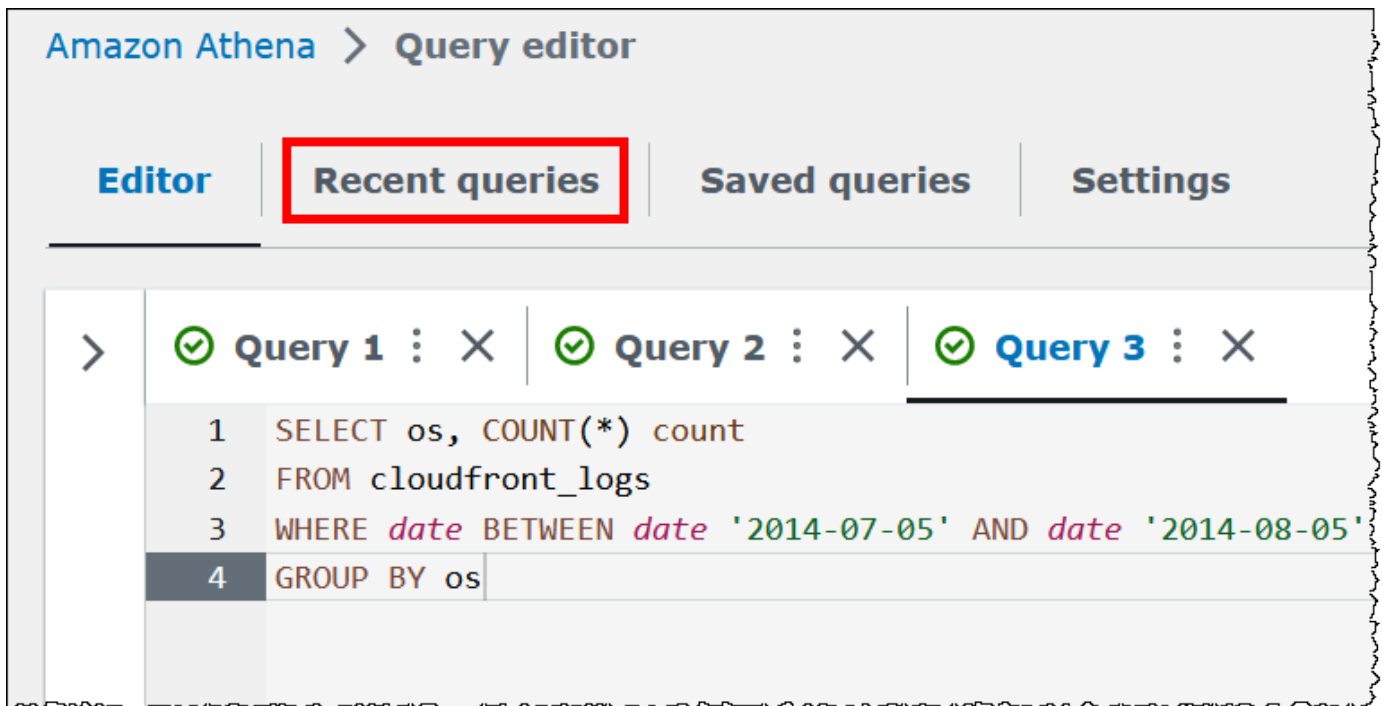 Amazon Athena > Query editor
Editor Recent queries Saved queries Settings
Query 1 Query 2 Query 3
1 SELECT os, COUNT(*) count
2 FROM cloudfront_logs
3 WHERE date BETWEEN date '2014-07-05' AND date '2014-08-05'
4 GROUP BY os